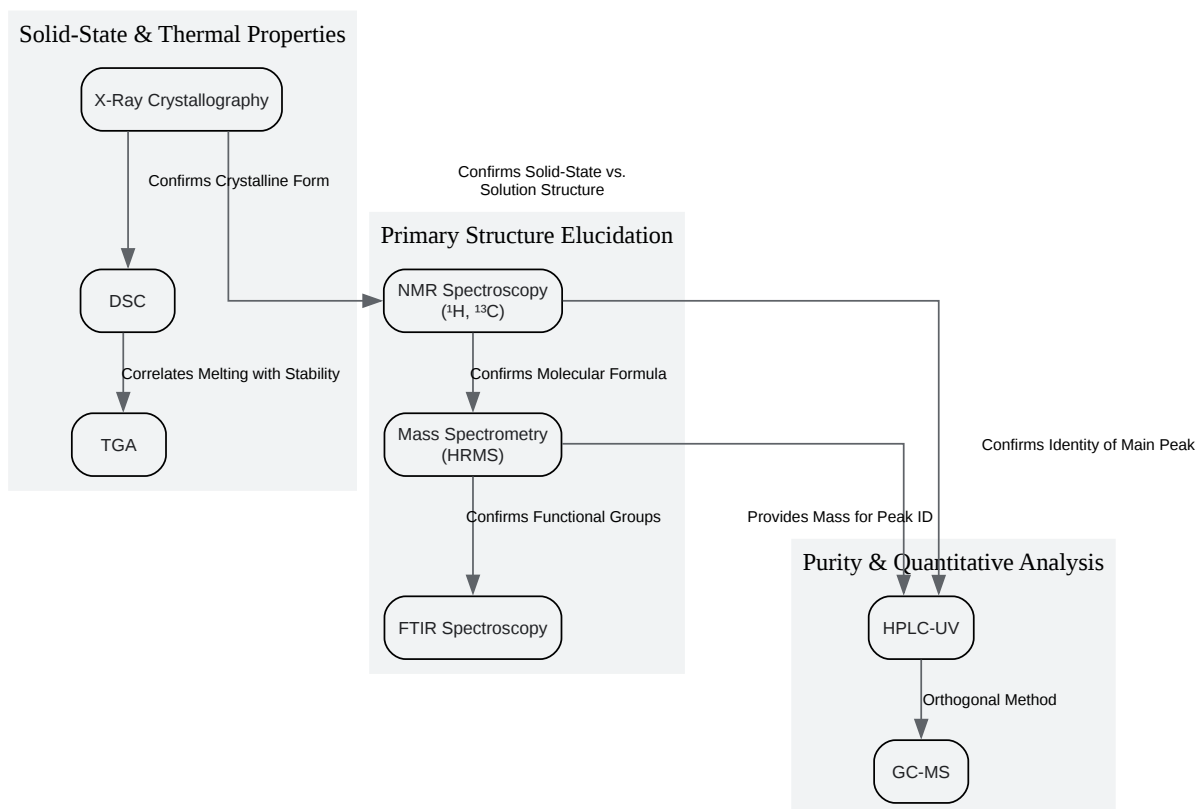 Solid-State & Thermal Properties
X-Ray Crystallography
Confirms Crystalline Form
DSC
Correlates Melting with Stability
TGA
Confirms Solid-State vs.
Solution Structure
Primary Structure Elucidation
NMR Spectroscopy
(¹H, ¹³C)
Confirms Molecular Formula
Mass Spectrometry
(HRMS)
Confirms Functional Groups
FTIR Spectroscopy
Confirms Identity of Main Peak
Provides Mass for Peak ID
Purity & Quantitative Analysis
HPLC-UV
Orthogonal Method
GC-MS